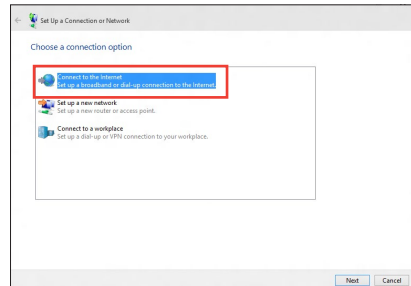 Set Up a Connection or Network
Choose a connection option
Connect to the Internet
Set up a broadband or dial-up connection to the Internet.
Set up a new network
Set up a new router or access point.
Connect to a workplace
Set up a dial-up or VPN connection to your workplace.
Next Cancel